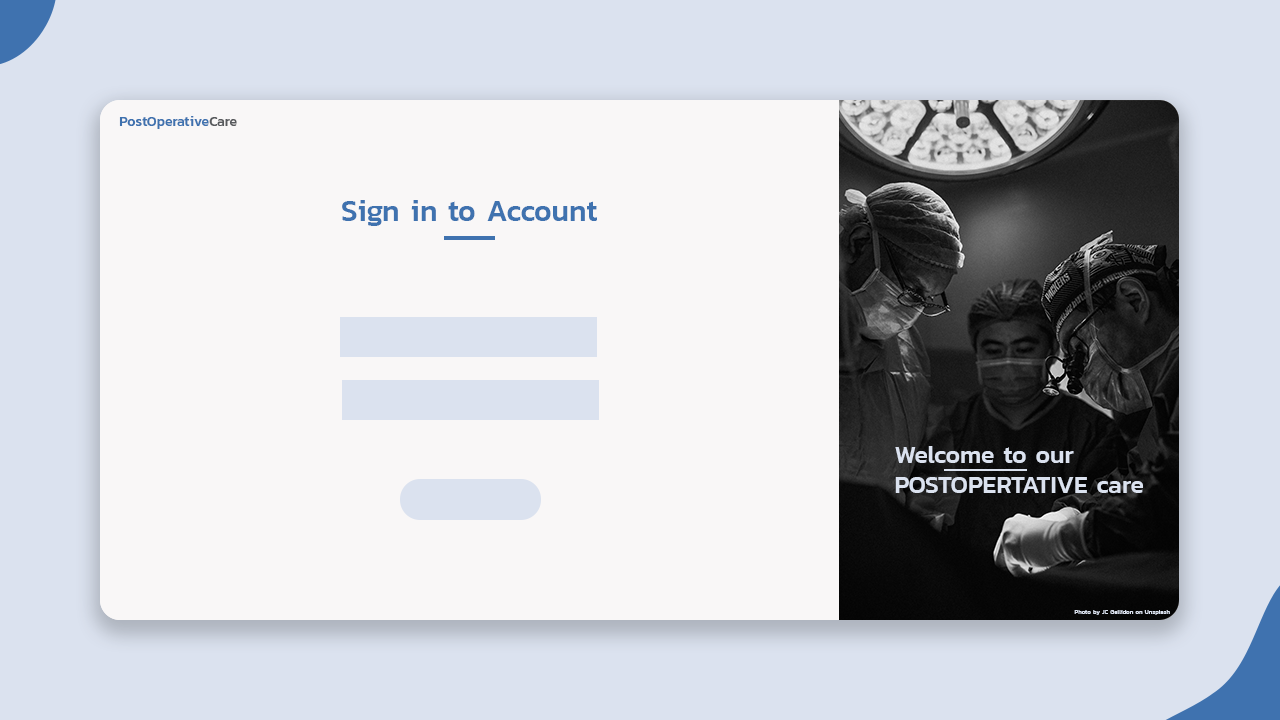 PostOperativeCare
Sign in to Account
Welcome to our
POSTOPERTATIVE care
Photo by JC Gellidon on Unsplash